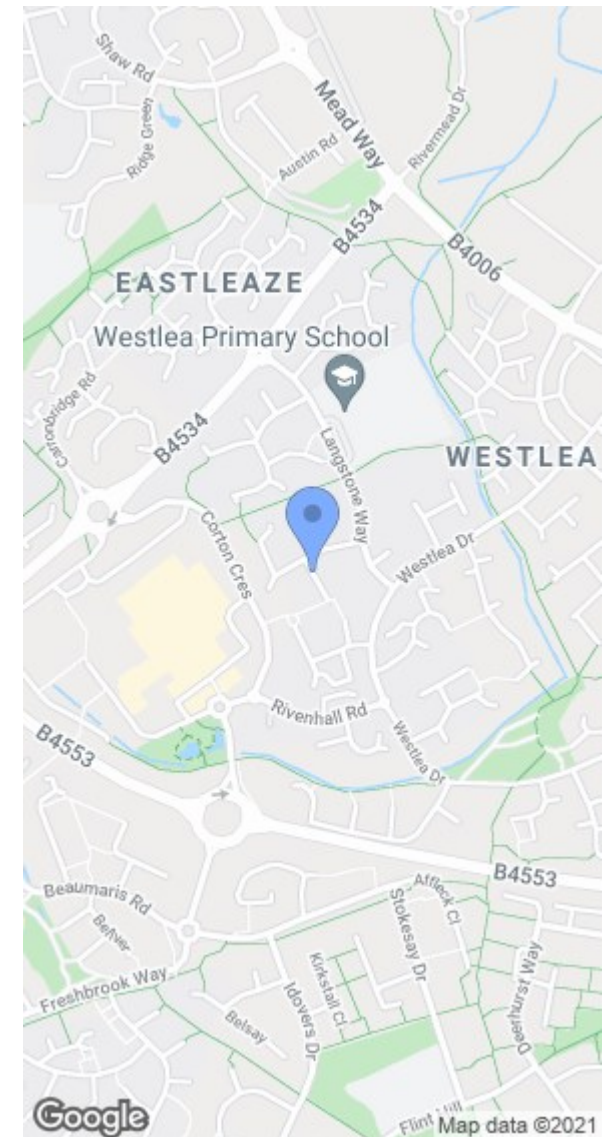 Shaw Rd
Mead Way
Rivermead Dr
Ridge Green
Austin Rd
B4534
B4006
EASTLEAZE
Westlea Primary School
Carronbridge Rd
B4534
Langstone Way
WESTLEA
Corton Cres
Westlea Dr
Rivenhall Rd
B4553
Westlea Dr
B4553
Beaumaris Rd
Affleck Cl
Stokesay Dr
Belver
Deerhurst Way
Freshbrook Way
Kirkstall Cl
Idovers Dr
Belsay
Flint Hill
Google
Map data ©2021